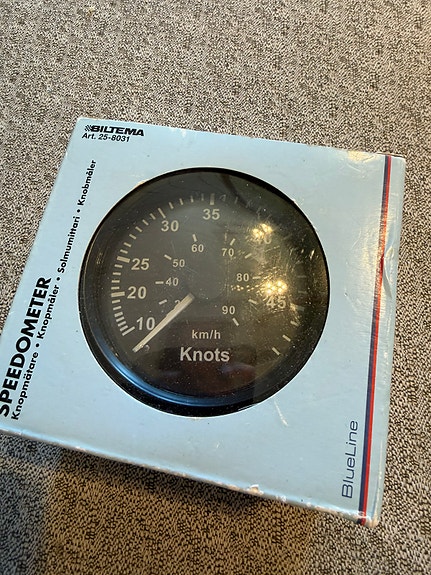 BILTEMA
Art. 25-8031
SPEEDOMETER
Knopmätare • Knopmåler • Solmumittari • Knobmåler
30
35
40
60
70
25
50
80
20
40
45
10
90
km/h
Knots
BlueLine